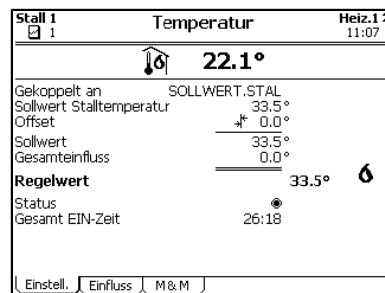 Stall 1 Temperatur Heiz.1 2
1 11:07
22.1°
Gekoppelt an SOLLWERT.STAL
Sollwert Stalltemperatur 33.5°
Offset 0.0°
Sollwert 33.5°
Gesamteinfluss 0.0°
Regelwert 33.5°
Status
Gesamt EIN-Zeit 26:18
Einstell. Einfluss M&M